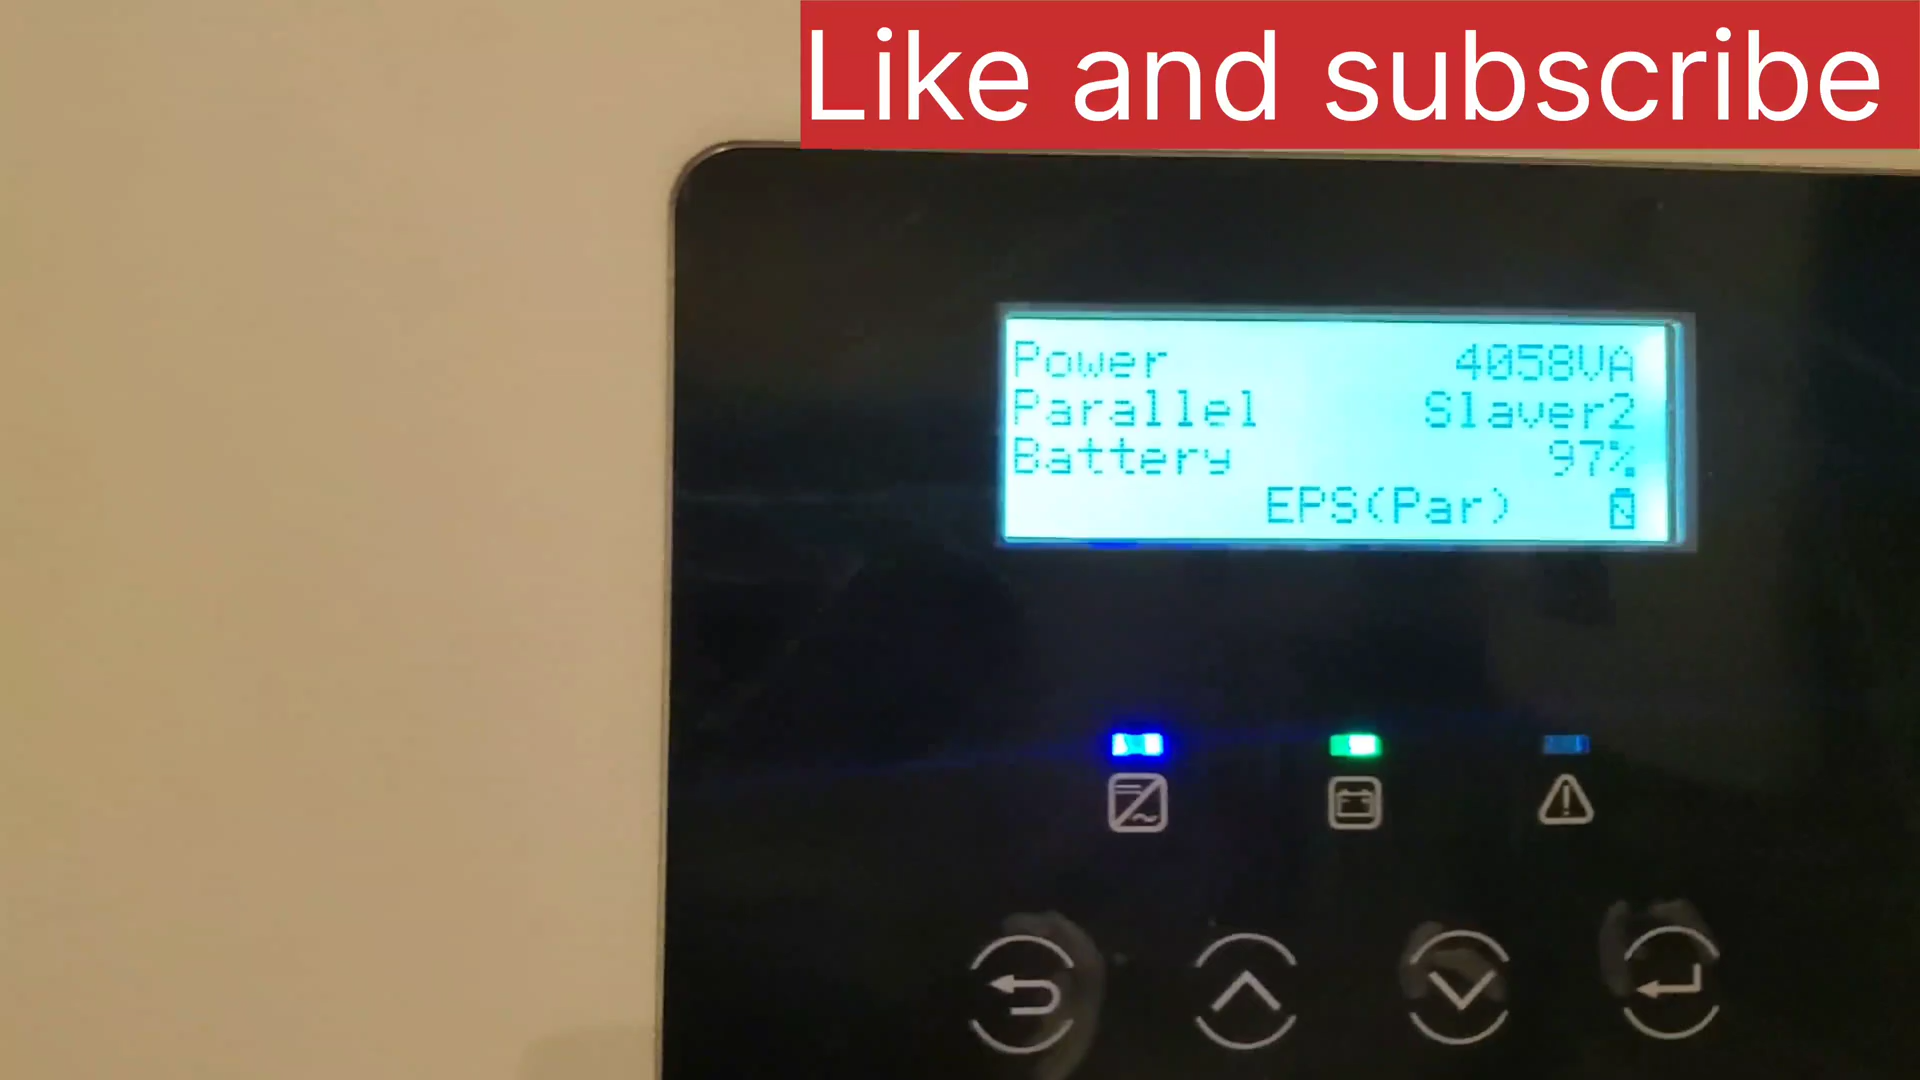 Like and subscribe
Power 4058VA
Parallel Slaver2
Battery 97%
EPS(Par)